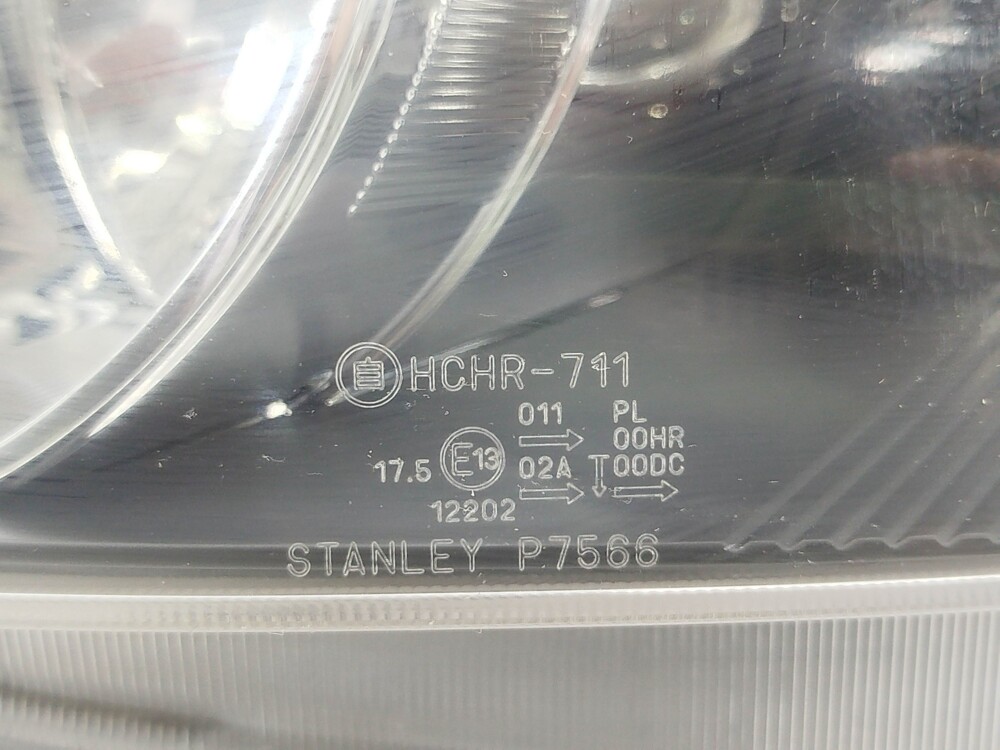 自 HCHR-711
011 PL
→ 00HR
17.5 E13 02A T 00DC
→ ↓ →
12202
STANLEY P7566